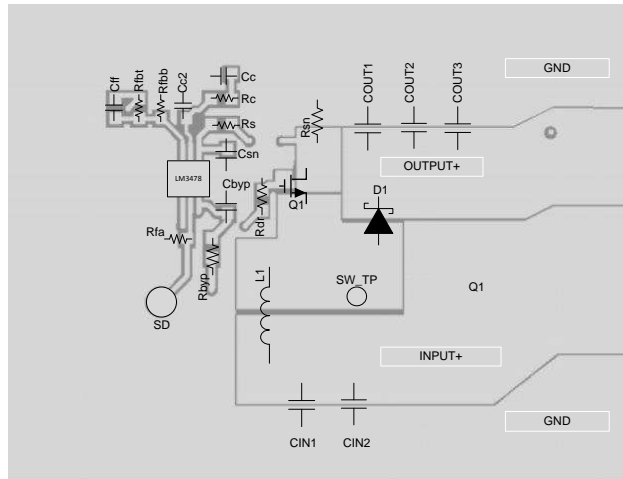 GND
COUT1
COUT2
COUT3
Cff
Rfbt
Rfbb
Cc2
Cc
Rc
Rs
Rsn
Csn
OUTPUT+
LM3478
Cbyp
D1
Q1
Rdr
Rfa
Rbyp
L1
SW_TP
Q1
SD
INPUT+
GND
CIN1
CIN2